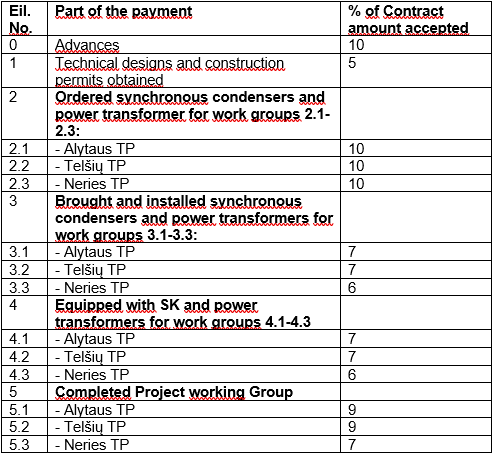 Eil. Part of the payment % of Contract
No. amount accepted
0 Advances 10
1 Technical designs and construction 5
permits obtained
2 Ordered synchronous condensers and
power transformer for work groups 2.1-
2.3:
2.1 - Alytaus TP 10
2.2 - Telšių TP 10
2.3 - Neries TP 10
3 Brought and installed synchronous
condensers and power transformers for
work groups 3.1-3.3:
3.1 - Alytaus TP 7
3.2 - Telšių TP 7
3.3 - Neries TP 6
4 Equipped with SK and power
transformers for work groups 4.1-4.3
4.1 - Alytaus TP 7
4.2 - Telšių TP 7
4.3 - Neries TP 6
5 Completed Project working Group
5.1 - Alytaus TP 9
5.2 - Telšių TP 9
5.3 - Neries TP 7